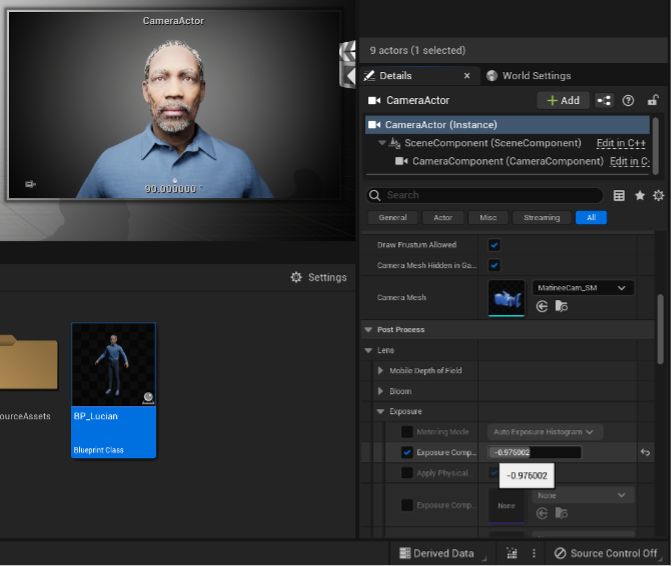 CameraActor
90.000000 °
9 actors (1 selected)
Details
World Settings
CameraActor
Add
CameraActor (Instance)
SceneComponent (SceneComponent)
Edit in C++
CameraComponent (CameraComponent)
Edit in C
Search
General
Actor
Misc
Streaming
All
Draw Frustum Allowed
Camera Mesh Hidden in Ga...
Camera Mesh
MatineeCam_SM
Post Process
Lens
Mobile Depth of Field
Bloom
Exposure
Metering Mode
Auto Exposure Histogram
Exposure Comp...
-0.976002
Apply Physical...
-0.976002
Exposure Comp...
None
None
Settings
ourceAssets
BP_Lucian
Blueprint Class
Derived Data
Source Control Off